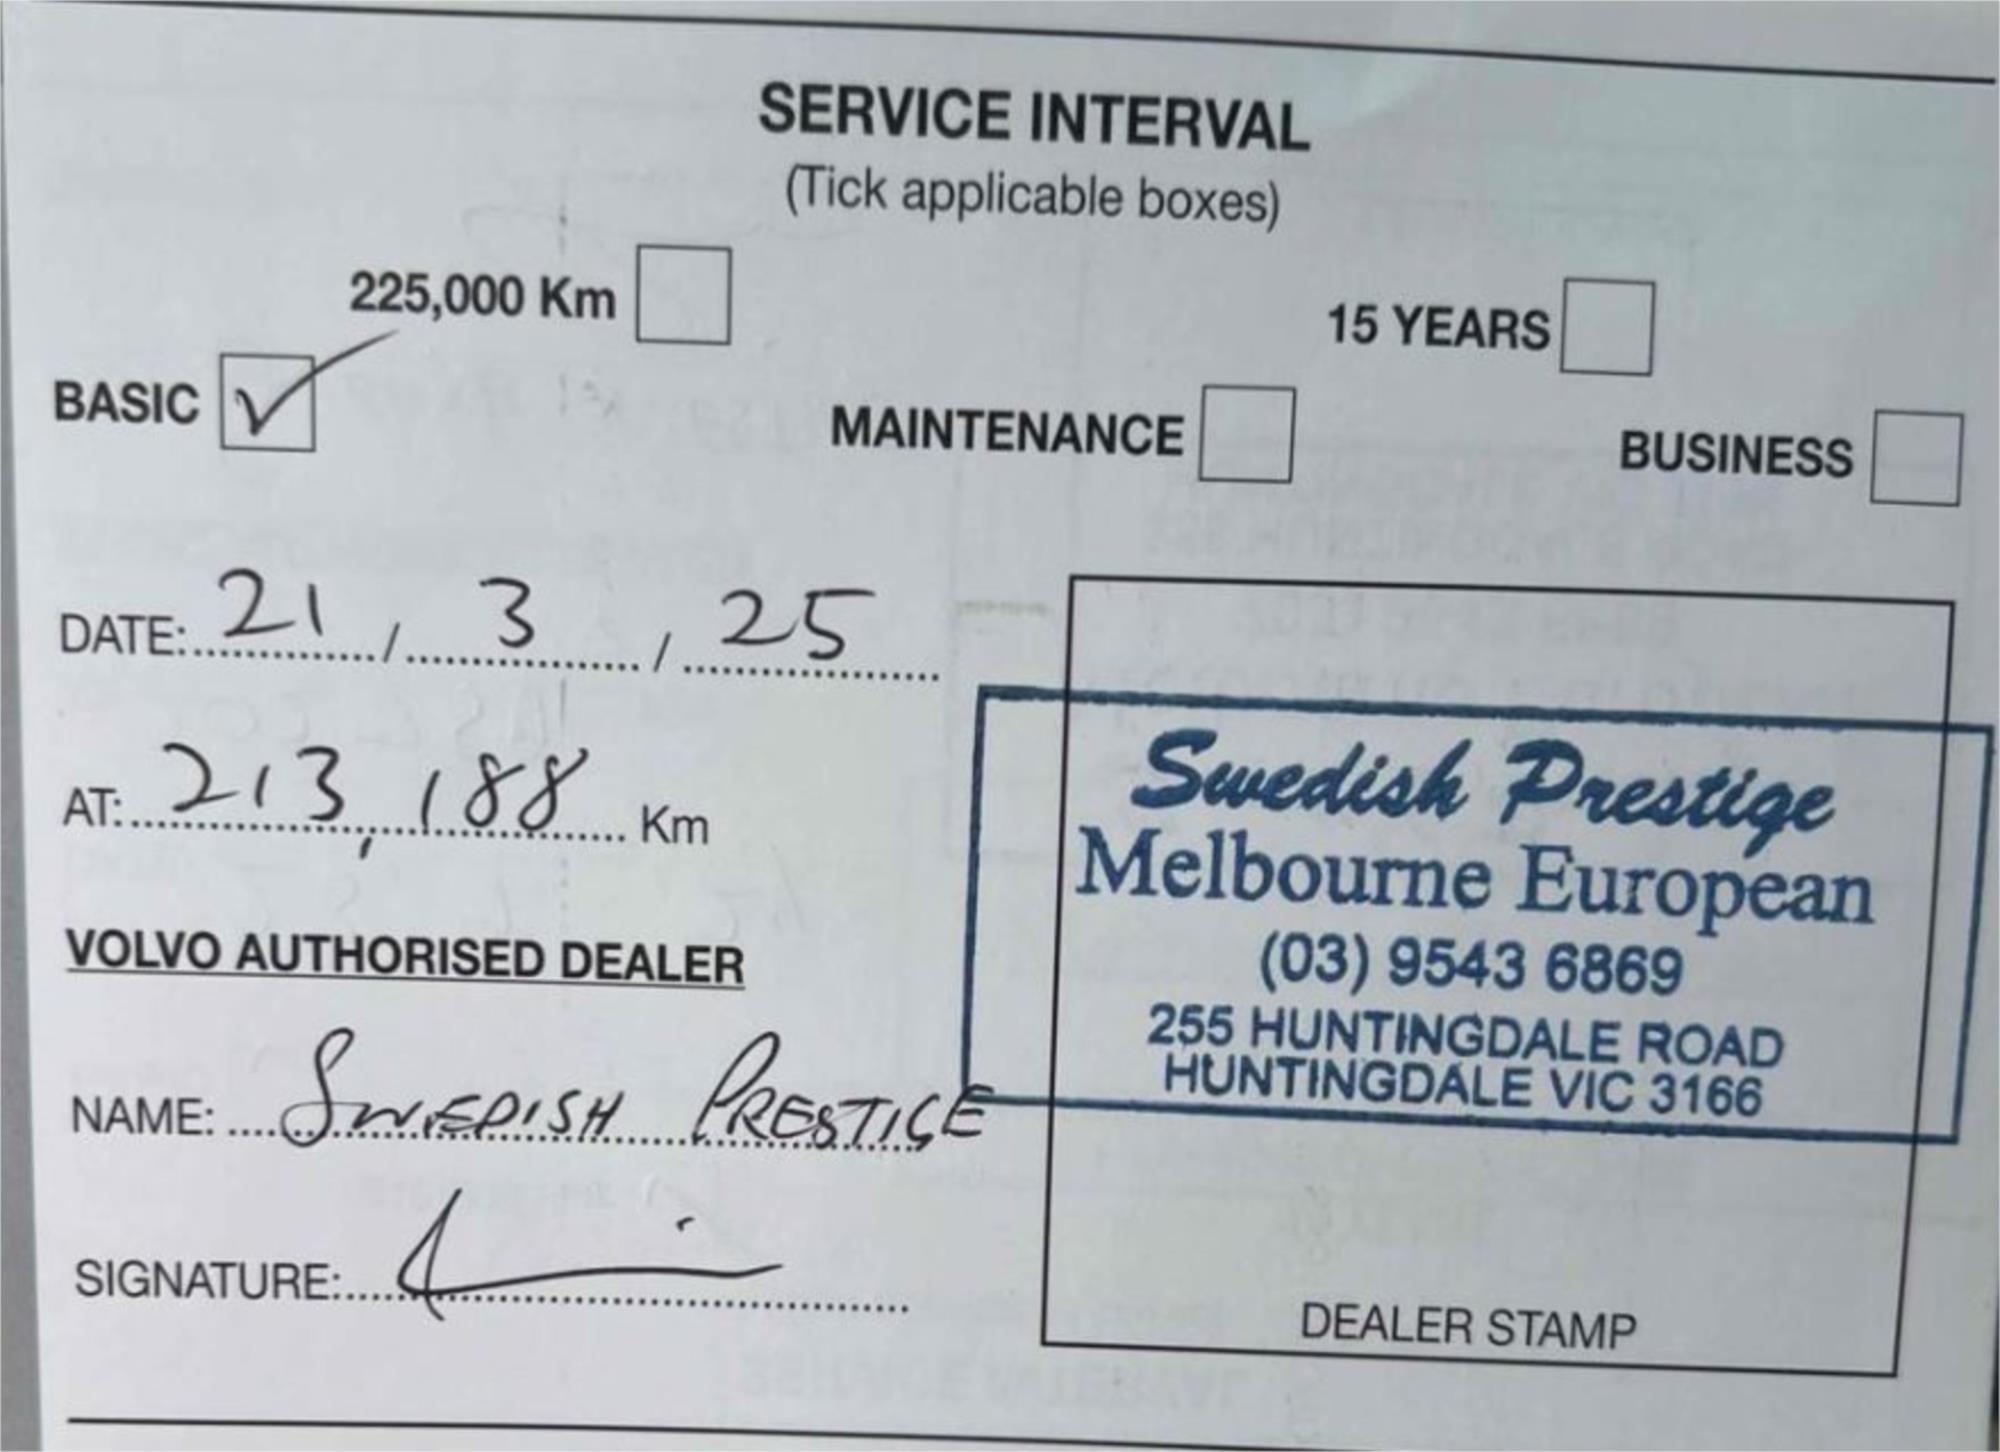 SERVICE INTERVAL
(Tick applicable boxes)
225,000 Km
15 YEARS
BASIC ✓
MAINTENANCE
BUSINESS
DATE: 21 / 3 / 25
AT: 213,188 Km
VOLVO AUTHORISED DEALER
NAME: SWEDISH PRESTIGE
SIGNATURE:
Swedish Prestige
Melbourne European
(03) 9543 6869
255 HUNTINGDALE ROAD
HUNTINGDALE VIC 3166
DEALER STAMP